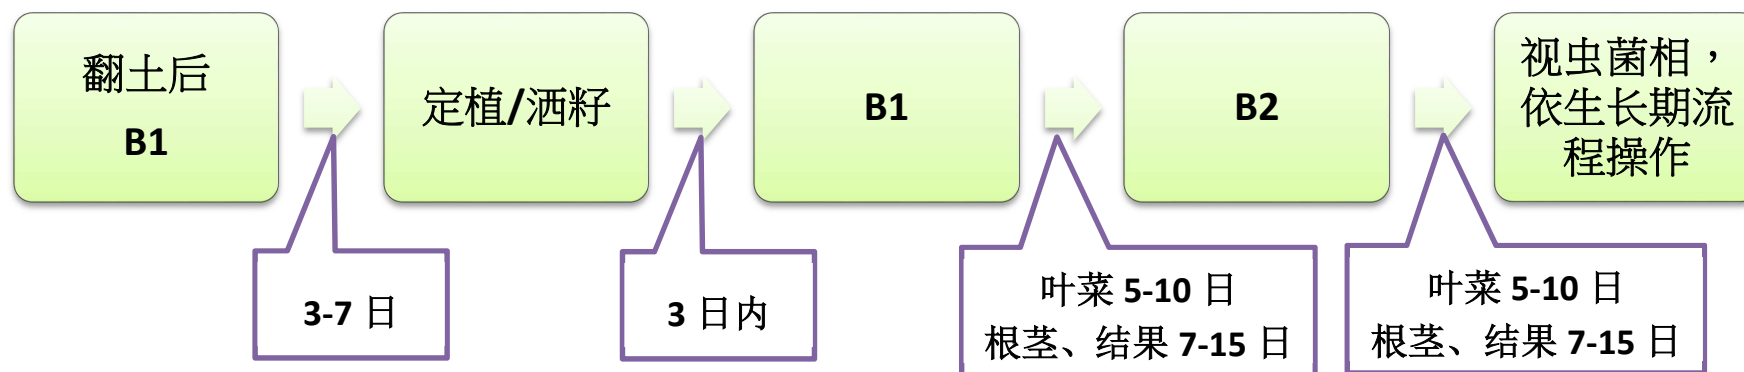 翻土后
B1
定植/洒籽
B1
B2
视虫菌相，
依生长期流
程操作
3-7 日
3 日内
叶菜 5-10 日
根茎、结果 7-15 日
叶菜 5-10 日
根茎、结果 7-15 日